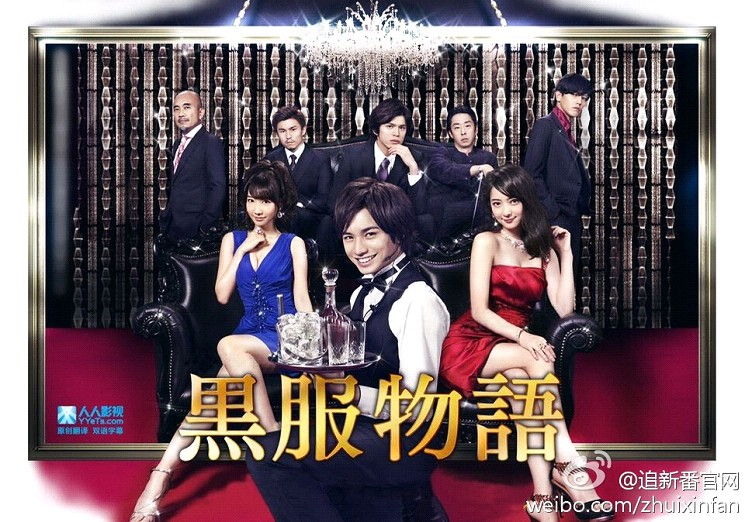 黒服物語
人人影视
YYeTs.com
原创翻译 双语字幕
@追新番官网
weibo.com/zhuixinfan